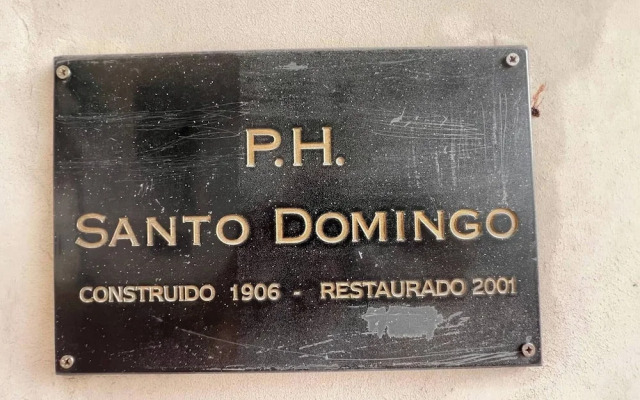 P.H.
SANTO DOMINGO
CONSTRUIDO 1906 - RESTAURADO 2001